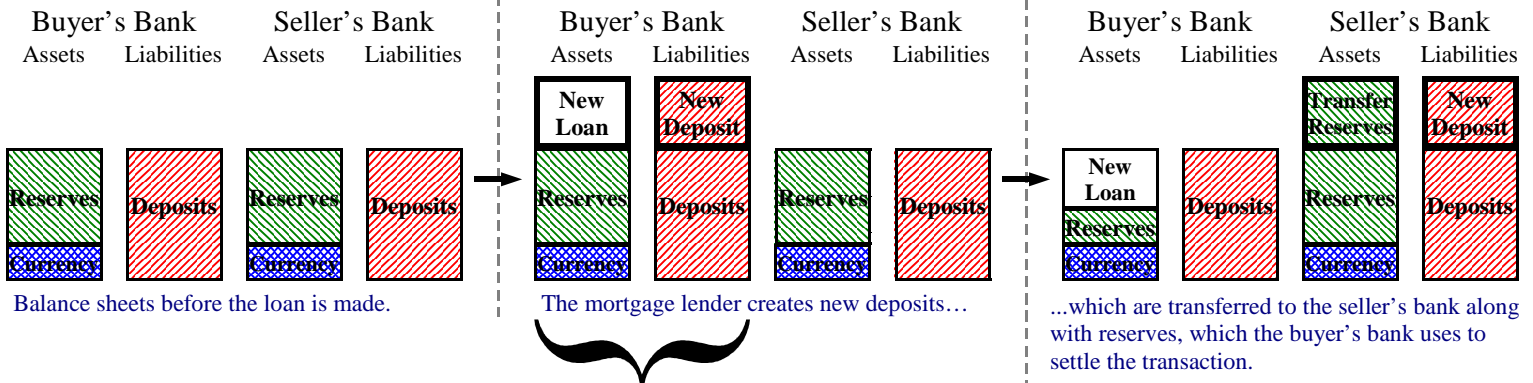 Buyer’s Bank Seller’s Bank
Assets Liabilities Assets Liabilities
Reserves Deposits Reserves Deposits
Currency Currency
Balance sheets before the loan is made.
Buyer’s Bank Seller’s Bank
Assets Liabilities Assets Liabilities
New New
Loan Deposit
Reserves Deposits Reserves Deposits
Currency Currency
The mortgage lender creates new deposits…
Buyer’s Bank Seller’s Bank
Assets Liabilities Assets Liabilities
Transfer New
Reserves Deposit
New
Loan
Deposits Reserves Deposits
Reserves
Currency Currency
...which are transferred to the seller’s bank along
with reserves, which the buyer’s bank uses to
settle the transaction.